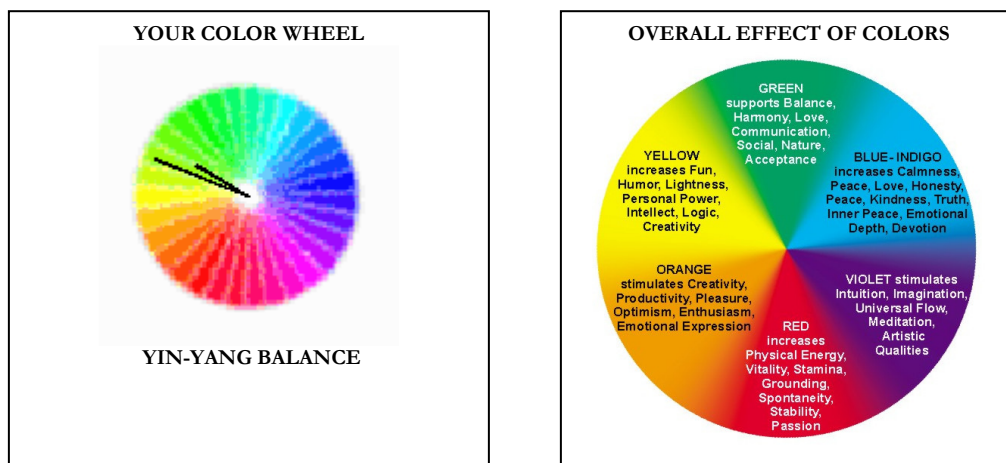 YOUR COLOR WHEEL
YIN-YANG BALANCE
OVERALL EFFECT OF COLORS
GREEN
supports Balance,
Harmony, Love,
Communication,
Social, Nature,
Acceptance
YELLOW
increases Fun,
Humor, Lightness,
Personal Power,
Intellect, Logic,
Creativity
BLUE-INDIGO
increases Calmness,
Peace, Love, Honesty,
Peace, Kindness, Truth,
Inner Peace, Emotional
Depth, Devotion
ORANGE
stimulates Creativity,
Productivity, Pleasure,
Optimism, Enthusiasm,
Emotional Expression
VIOLET stimulates
Intuition, Imagination,
Universal Flow,
Meditation,
Artistic
Qualities
RED
increases
Physical Energy,
Vitality, Stamina,
Grounding,
Spontaneity,
Stability,
Passion